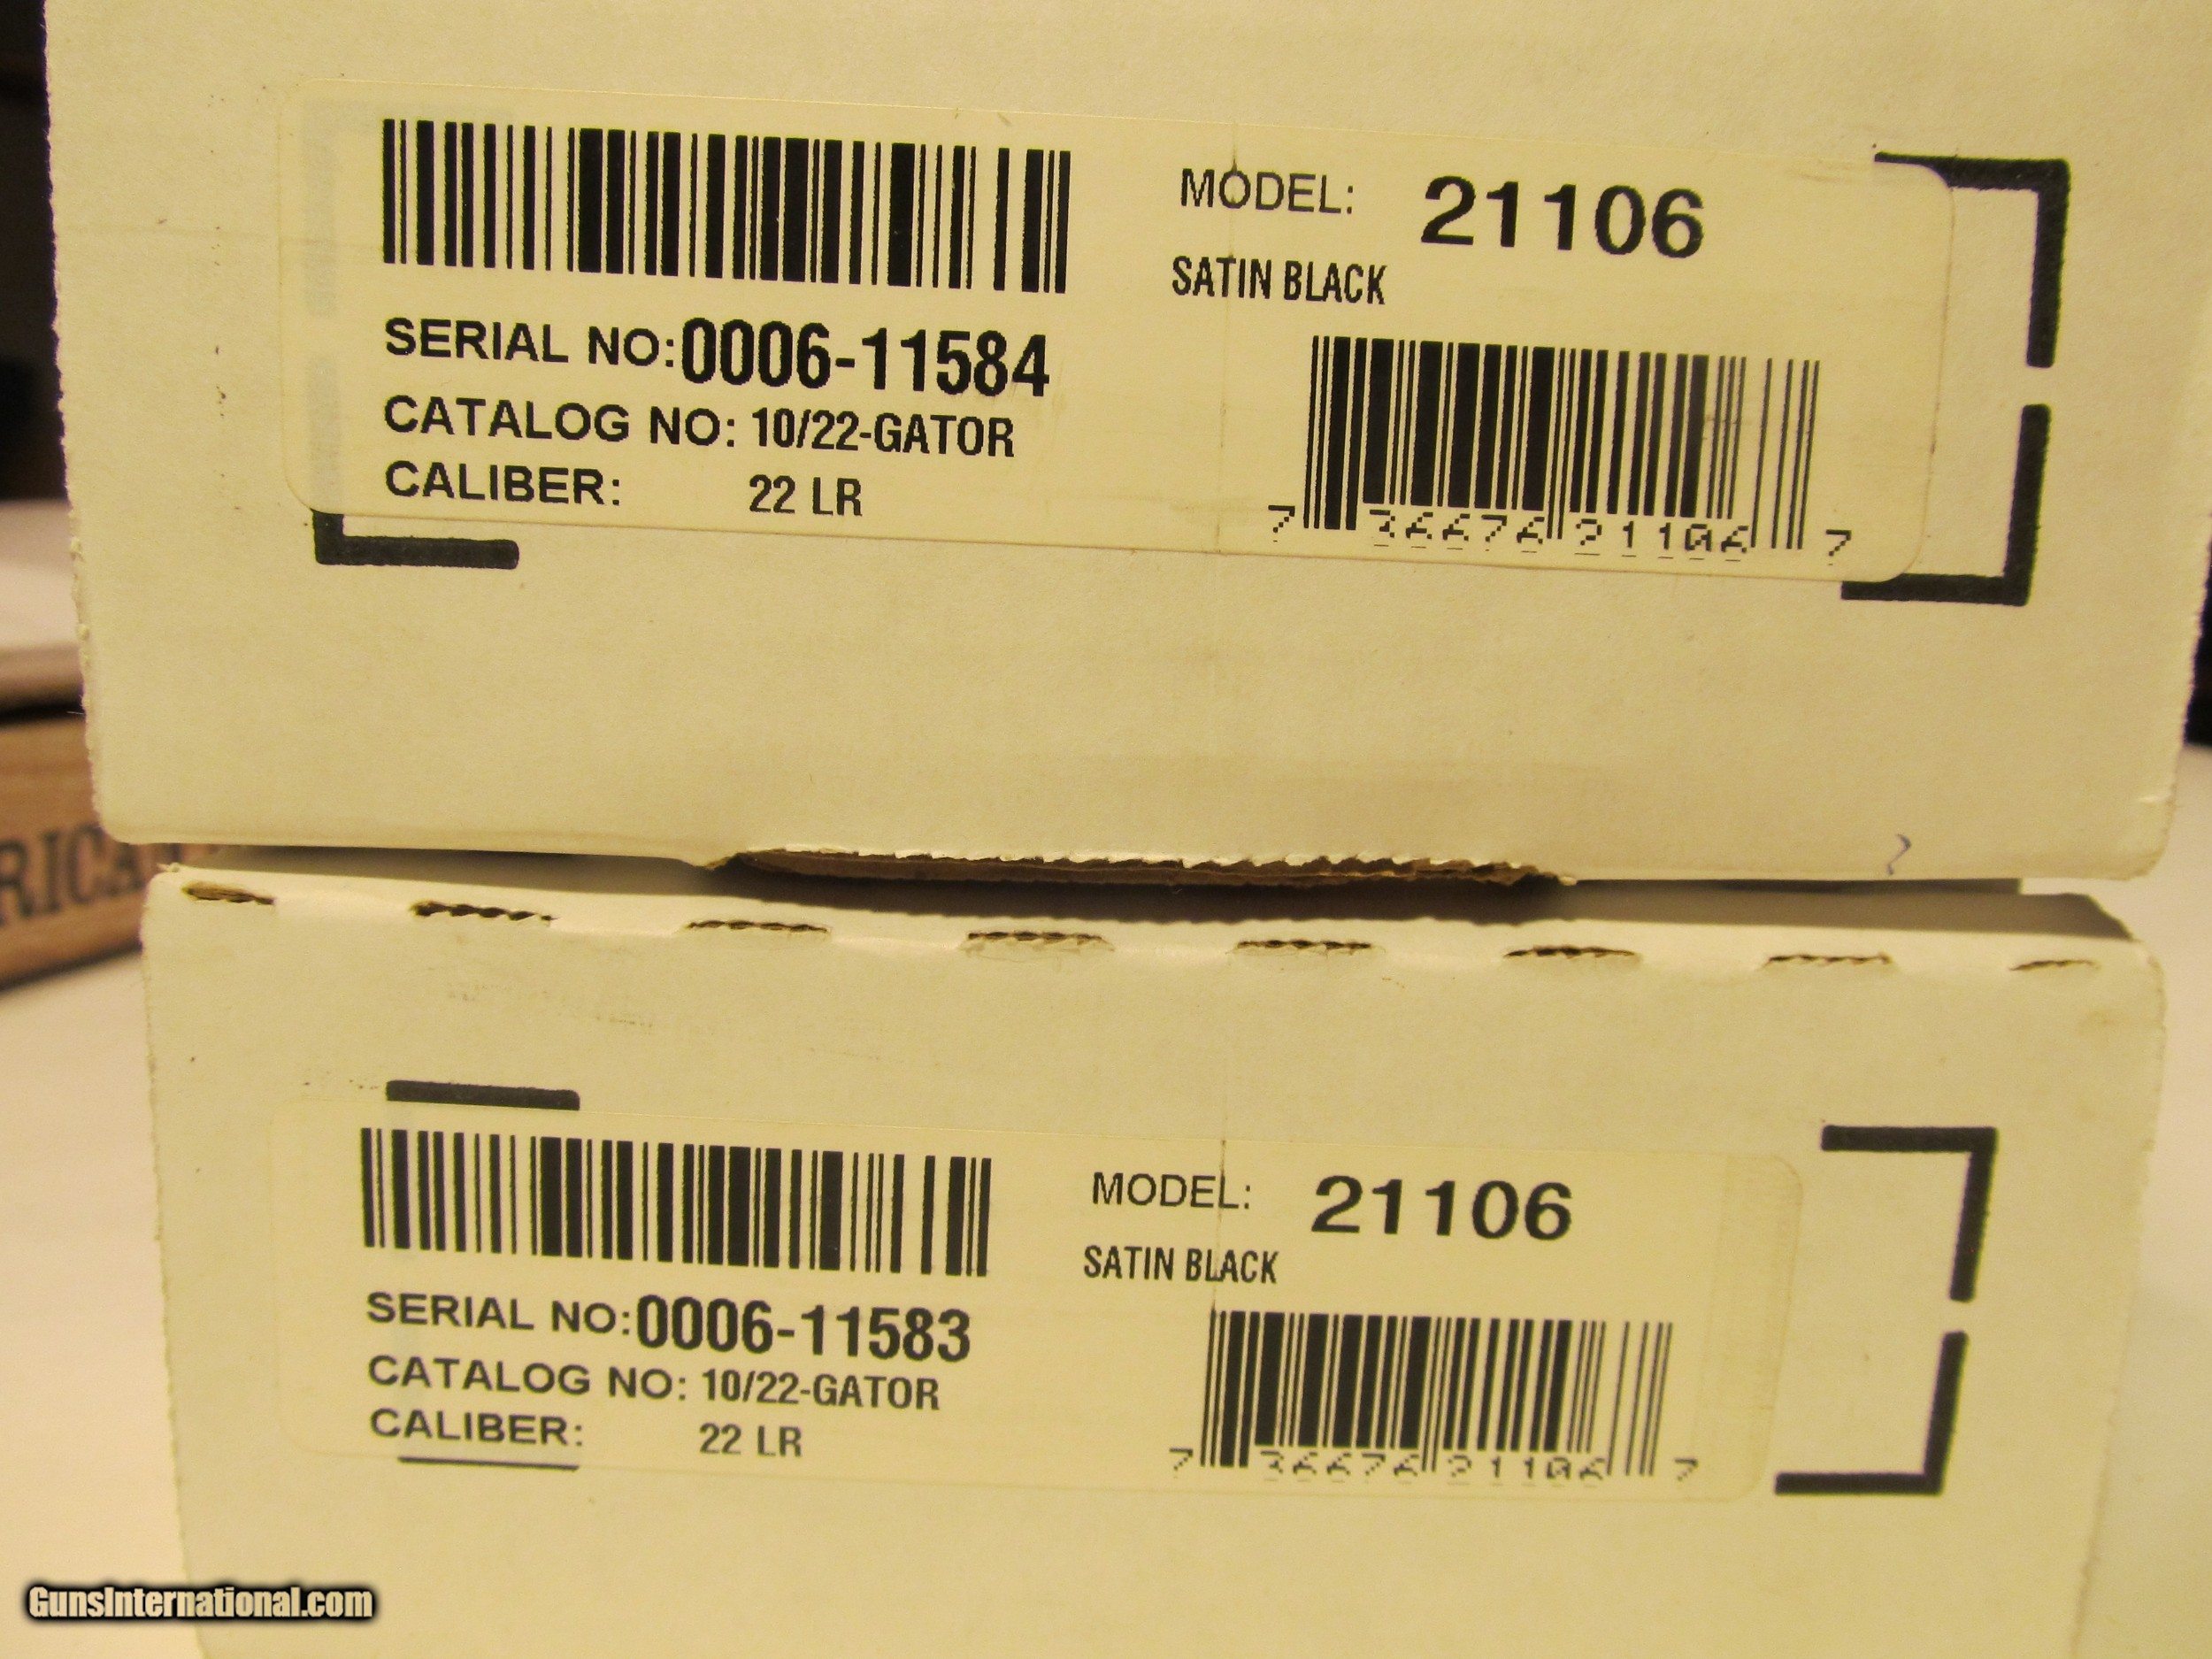 MODEL: 21106
SATIN BLACK
SERIAL NO:0006-11584
CATALOG NO: 10/22-GATOR
CALIBER: 22 LR
7 36676 21106 7
MODEL: 21106
SATIN BLACK
SERIAL NO:0006-11583
CATALOG NO: 10/22-GATOR
CALIBER: 22 LR
7 36676 21106 7
GunsInternational.com